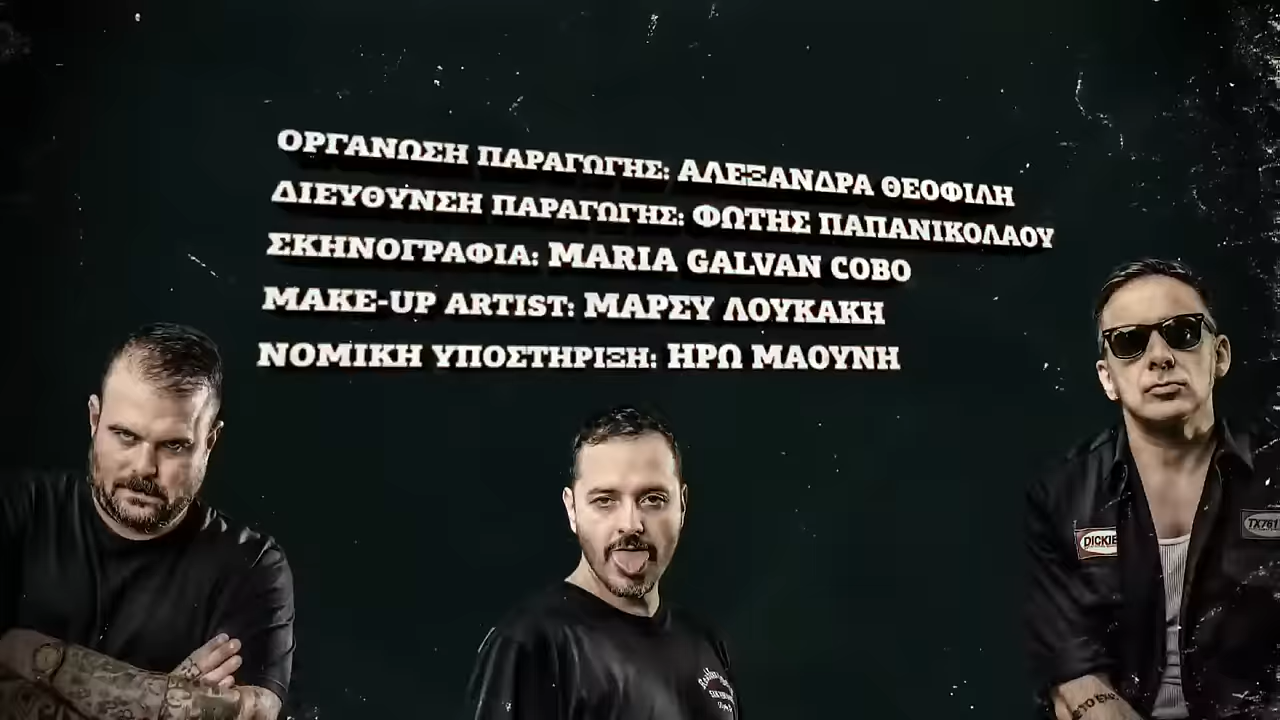 ΟΡΓΑΝΩΣΗ ΠΑΡΑΓΩΓΗΣ: ΑΛΕΞΑΝΔΡΑ ΘΕΟΦΙΛΗ
ΔΙΕΥΘΥΝΣΗ ΠΑΡΑΓΩΓΗΣ: ΦΩΤΗΣ ΠΑΠΑΝΙΚΟΛΑΟΥ
ΣΚΗΝΟΓΡΑΦΙΑ: MARIA GALVAN COBO
MAKE-UP ARTIST: ΜΑΡΣΥ ΛΟΥΚΑΚΗ
ΝΟΜΙΚΗ ΥΠΟΣΤΗΡΙΞΗ: ΗΡΩ ΜΑΟΥΝΗ
DICKIE
TX761